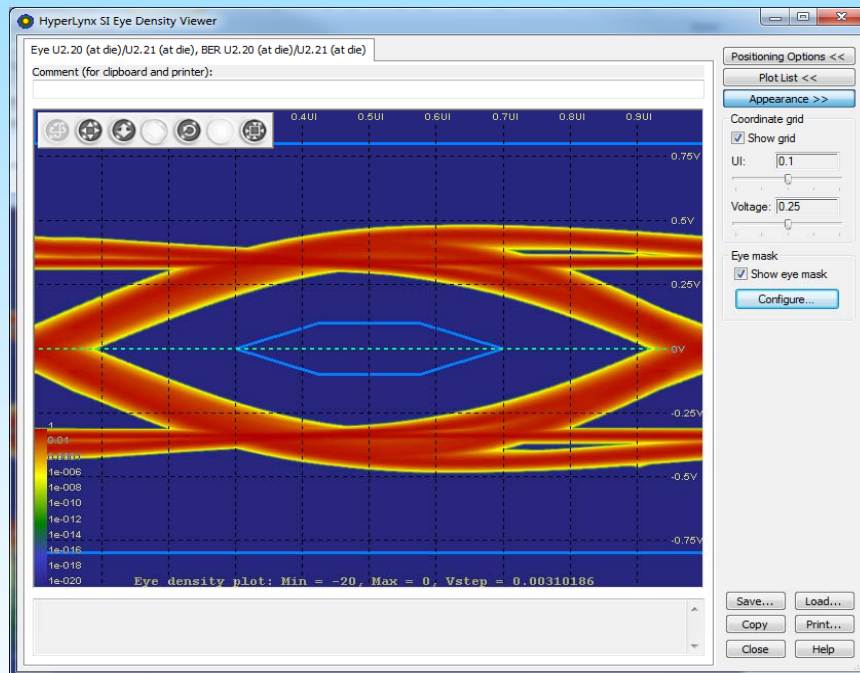 HyperLynx SI Eye Density Viewer
Eye U2.20 (at die)/U2.21 (at die), BER U2.20 (at die)/U2.21 (at die)
Comment (for clipboard and printer):
0.4UI 0.5UI 0.6UI 0.7UI 0.8UI 0.9UI
0.75V
0.5V
0.25V
0V
-0.25V
-0.5V
-0.75V
1
0.01
1e-006
1e-008
1e-010
1e-012
1e-014
1e-016
1e-018
1e-020
Eye density plot: Min = -20, Max = 0, Vstep = 0.00310186
Positioning Options <<
Plot List <<
Appearance >>
Coordinate grid
Show grid
UI: 0.1
Voltage: 0.25
Eye mask
Show eye mask
Configure...
Save... Load...
Copy Print...
Close Help